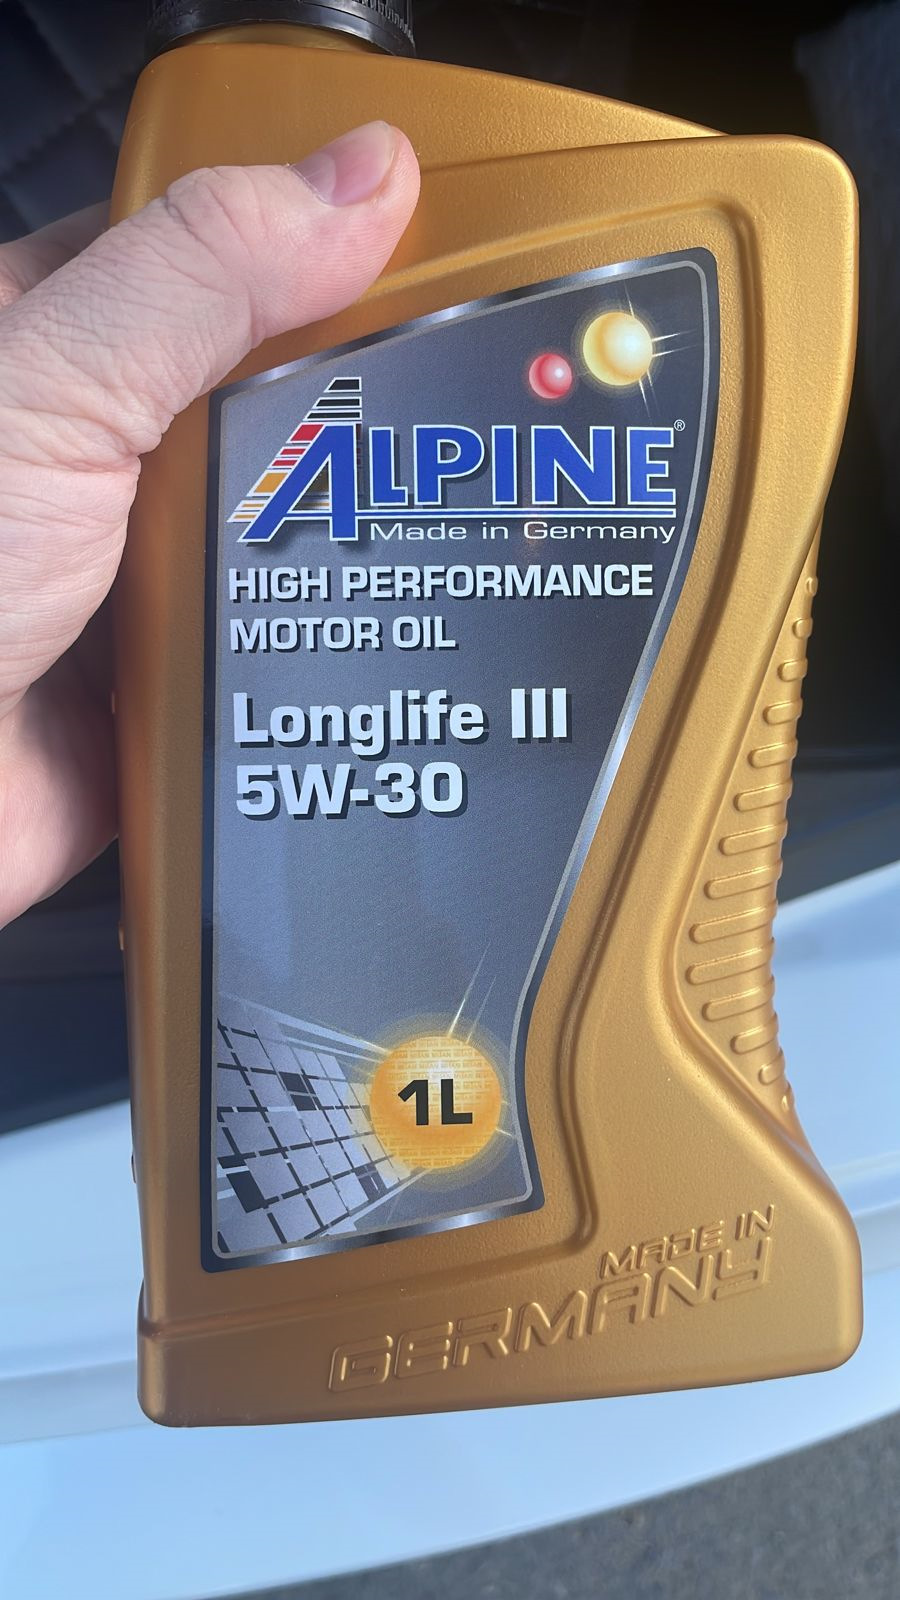 ALPINE®
Made in Germany
HIGH PERFORMANCE
MOTOR OIL
Longlife III
5W-30
1L
MADE IN
GERMANY